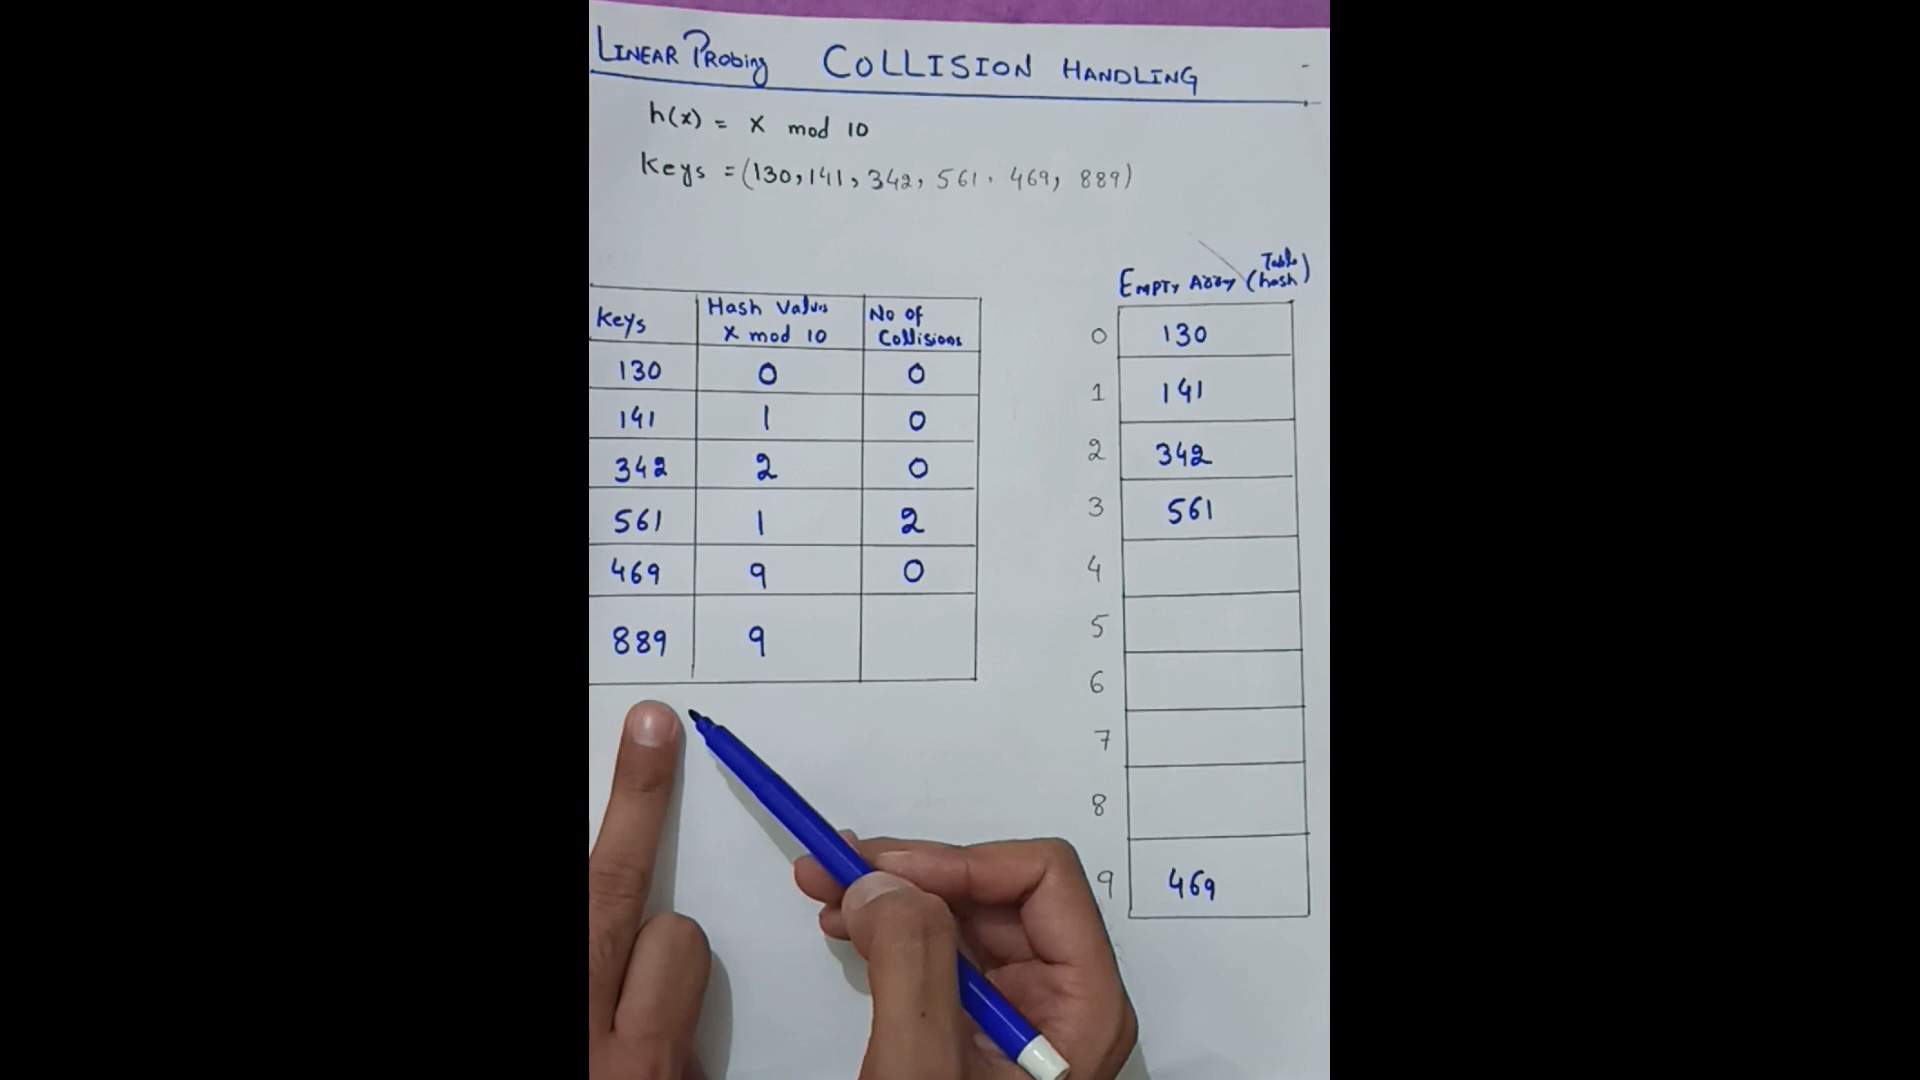 LINEAR PRobing COLLISION HANDLING
h(x) = x mod 10
Keys = (130, 141, 342, 561, 469, 889)
Keys
Hash Values
X mod 10
No of
Collisions
130 0 0
141 1 0
342 2 0
561 1 2
469 9 0
889 9
Table
EMPTY Array (hash)
0 130
1 141
2 342
3 561
4
5
6
7
8
9 469